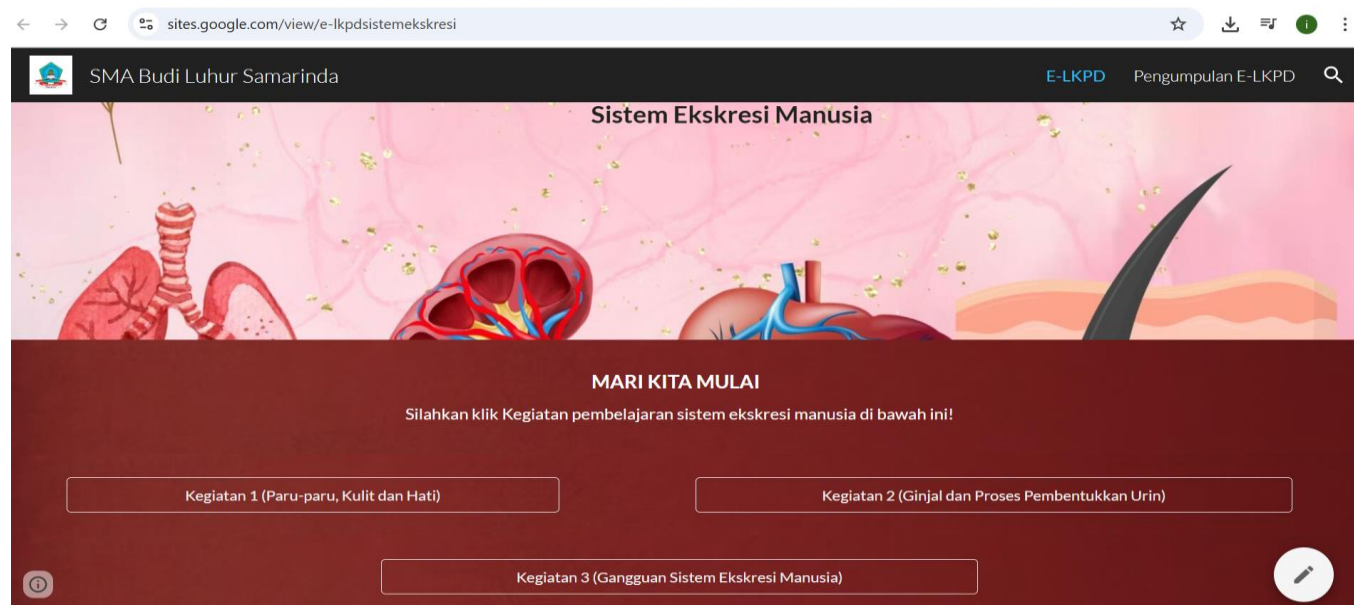 sites.google.com/view/e-lkpdsistemekskresi
SMA Budi Luhur Samarinda
E-LKPD Pengumpulan E-LKPD
Sistem Ekskresi Manusia
MARI KITA MULAI
Silahkan klik Kegiatan pembelajaran sistem ekskresi manusia di bawah ini!
Kegiatan 1 (Paru-paru, Kulit dan Hati)
Kegiatan 2 (Ginjal dan Proses Pembentukkan Urin)
Kegiatan 3 (Gangguan Sistem Ekskresi Manusia)